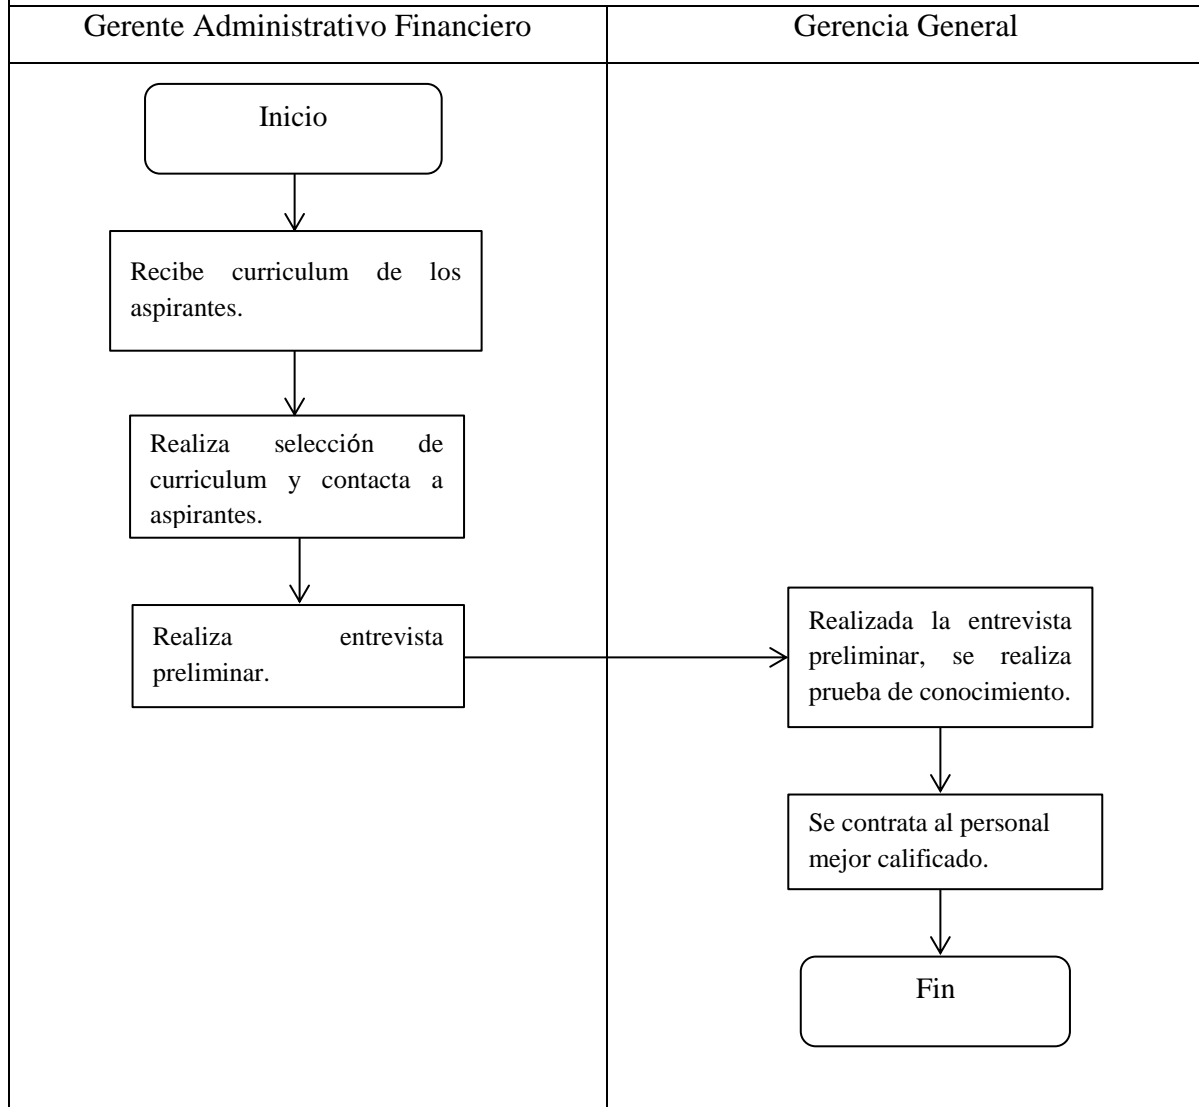 Gerente Administrativo Financiero
Gerencia General
Inicio
Recibe curriculum de los
aspirantes.
Realiza selección de
curriculum y contacta a
aspirantes.
Realiza entrevista
preliminar.
Realizada la entrevista
preliminar, se realiza
prueba de conocimiento.
Se contrata al personal
mejor calificado.
Fin